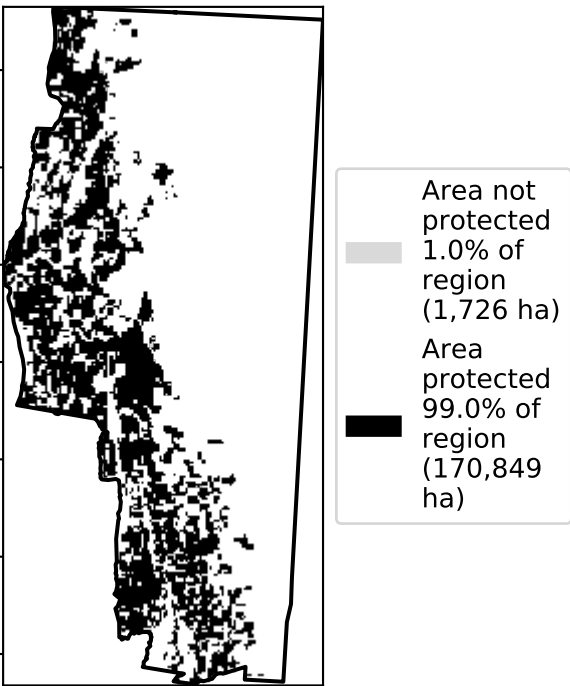 Area not
protected
1.0% of
region
(1,726 ha)
Area
protected
99.0% of
region
(170,849
ha)